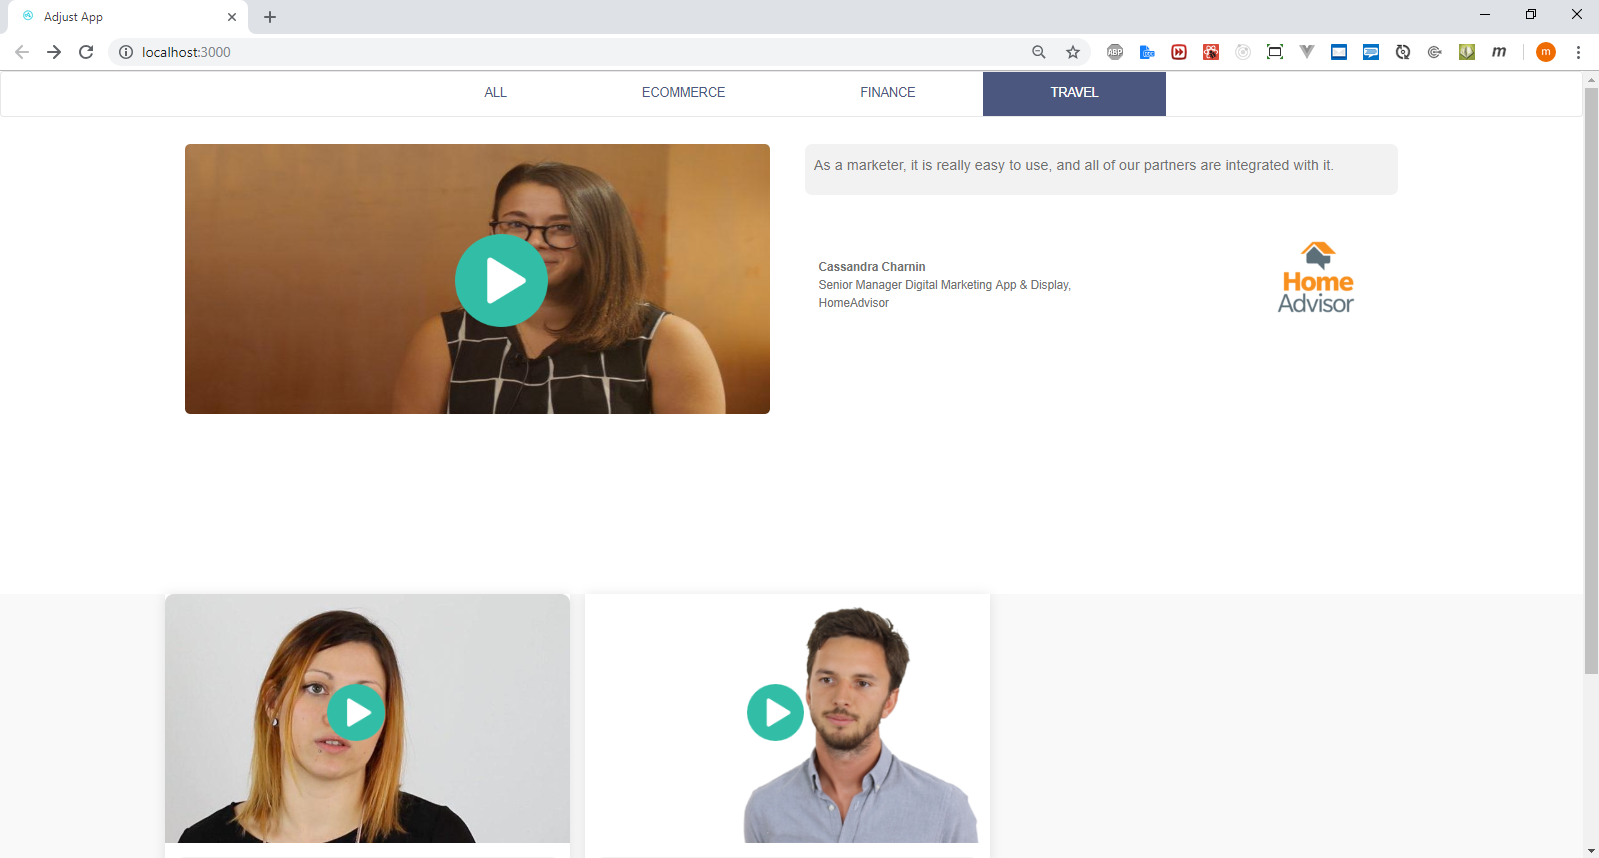 Adjust App
localhost:3000
ABP
m
m
ALL
ECOMMERCE
FINANCE
TRAVEL
As a marketer, it is really easy to use, and all of our partners are integrated with it.
Cassandra Charnin
Senior Manager Digital Marketing App & Display,
HomeAdvisor
Home
Advisor